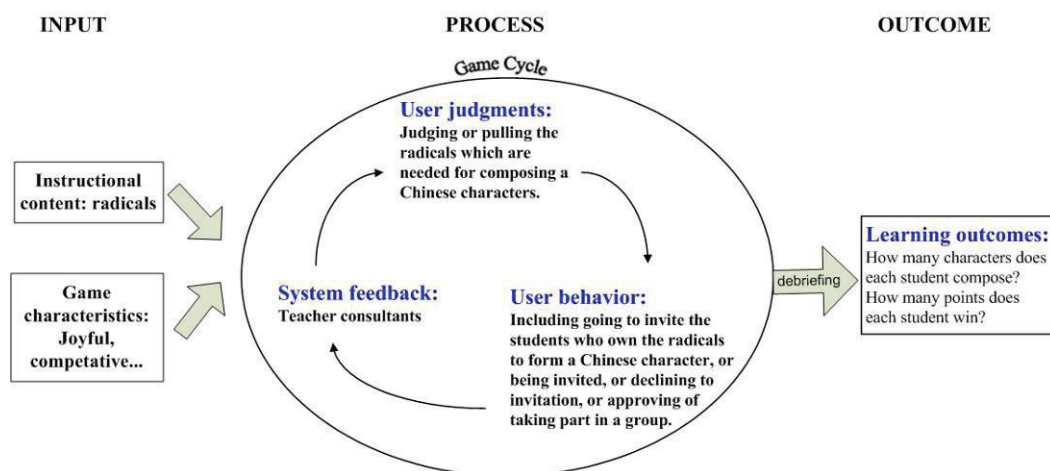 INPUT
PROCESS
OUTCOME
Game Cycle
Instructional
content: radicals
Game
characteristics:
Joyful,
competative...
User judgments:
Judging or pulling the
radicals which are
needed for composing a
Chinese characters.
User behavior:
Including going to invite the
students who own the radicals
to form a Chinese character, or
being invited, or declining to
invitation, or approving of
taking part in a group.
System feedback:
Teacher consultants
debriefing
Learning outcomes:
How many characters does
each student compose?
How many points does
each student win?